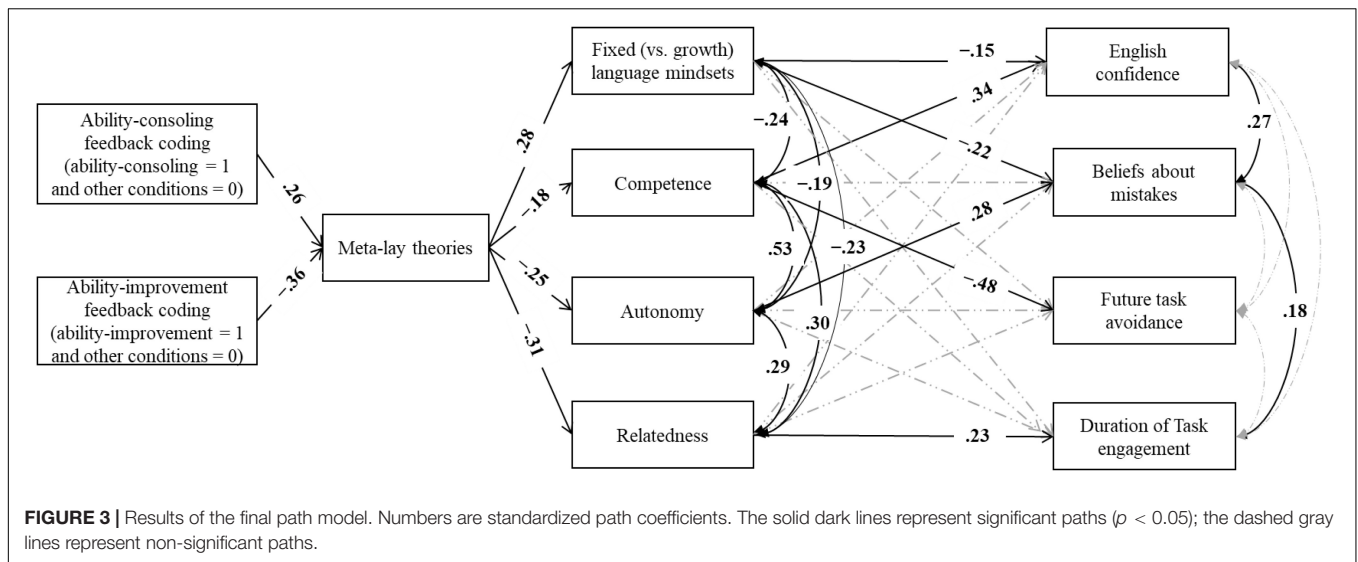 Ability-consoling
feedback coding
(ability-consoling = 1
and other conditions = 0)
Ability-improvement
feedback coding
(ability-improvement = 1
and other conditions = 0)
.26
−.36
Meta-lay theories
.28
−.18
−.25
−.31
Fixed (vs. growth)
language mindsets
Competence
Autonomy
Relatedness
−.24
−.19
.53
−.23
.30
.29
−.15
.34
−.22
.28
−.48
.23
English
confidence
Beliefs about
mistakes
Future task
avoidance
Duration of Task
engagement
.27
.18
FIGURE 3 | Results of the final path model. Numbers are standardized path coefficients. The solid dark lines represent significant paths (p < 0.05); the dashed gray
lines represent non-significant paths.